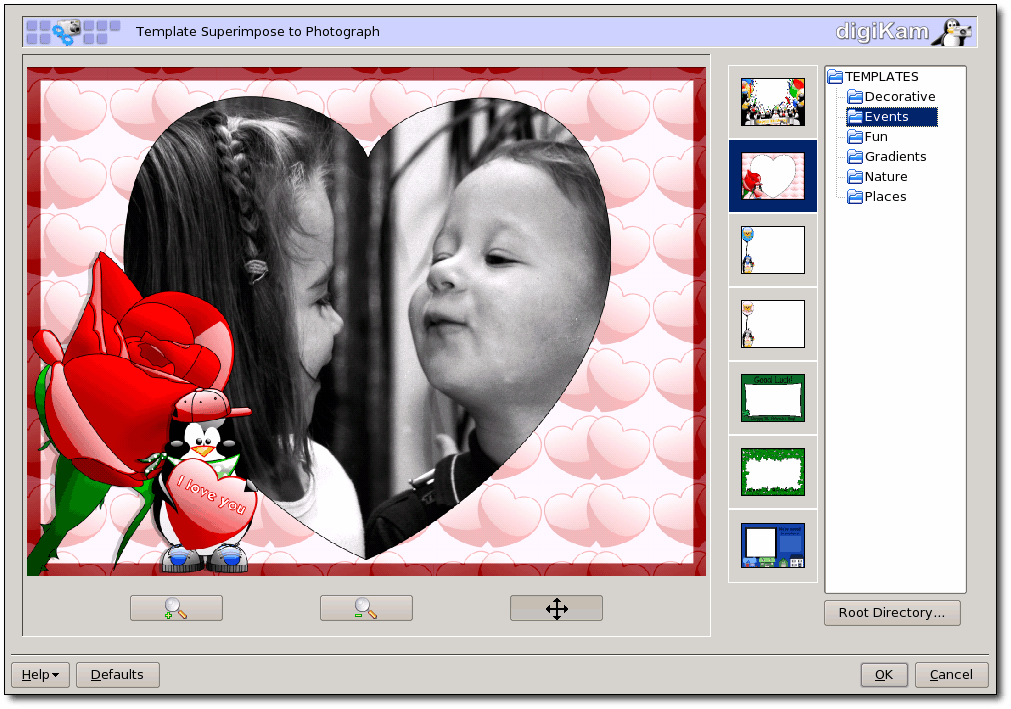 Template Superimpose to Photograph
digiKam
TEMPLATES
Decorative
Events
Fun
Gradients
Nature
Places
I love you
Good Luck!
Root Directory...
Help
Defaults
OK
Cancel